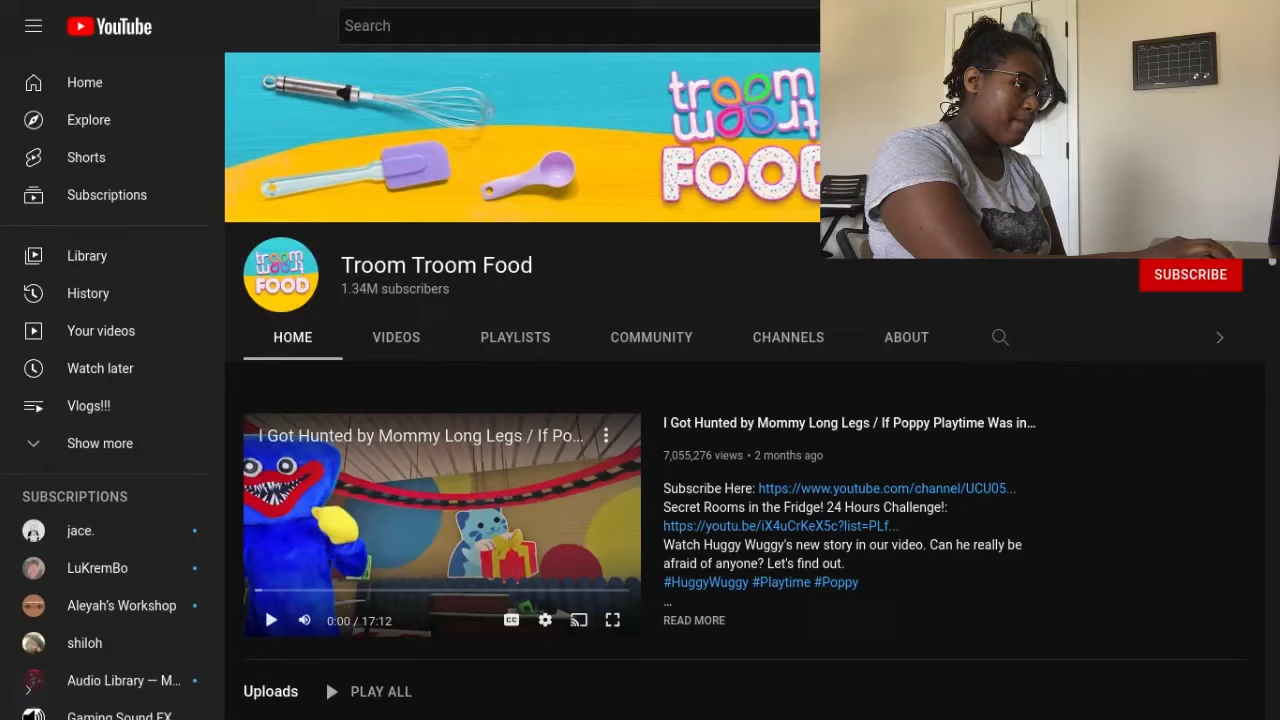 YouTube
Search
Home
Explore
Shorts
Subscriptions
Library
History
Your videos
Watch later
Vlogs!!!
Show more
SUBSCRIPTIONS
jace.
LuKremBo
Aleyah's Workshop
shiloh
Audio Library — M...
Gaming Sound FX
troom
troom
FOOD
troom
troom
FOOD
Troom Troom Food
1.34M subscribers
SUBSCRIBE
HOME
VIDEOS
PLAYLISTS
COMMUNITY
CHANNELS
ABOUT
I Got Hunted by Mommy Long Legs / If Po...
0:00 / 17:12
CC
I Got Hunted by Mommy Long Legs / If Poppy Playtime Was in...
7,055,276 views • 2 months ago
Subscribe Here: https://www.youtube.com/channel/UCU05...
Secret Rooms in the Fridge! 24 Hours Challenge!:
https://youtu.be/iX4uCrKeX5c?list=PLf...
Watch Huggy Wuggy's new story in our video. Can he really be
afraid of anyone? Let's find out.
#HuggyWuggy #Playtime #Poppy
...
READ MORE
Uploads
PLAY ALL